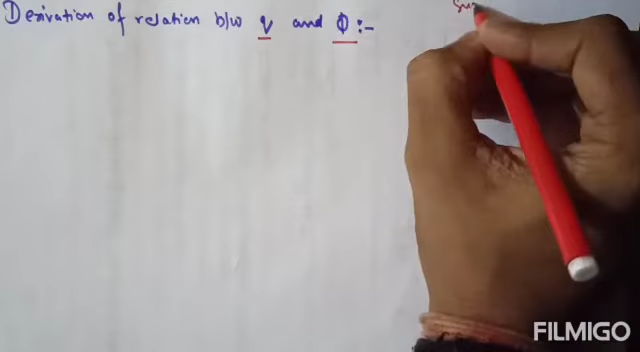 Derivation of relation b/w q and Φ :-
FILMIGO